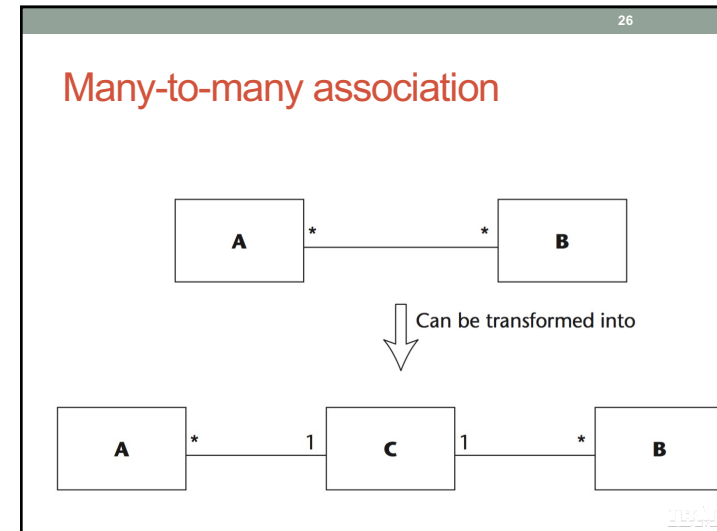 26
Many-to-many association
A * * B
Can be transformed into
A * 1 C 1 * B